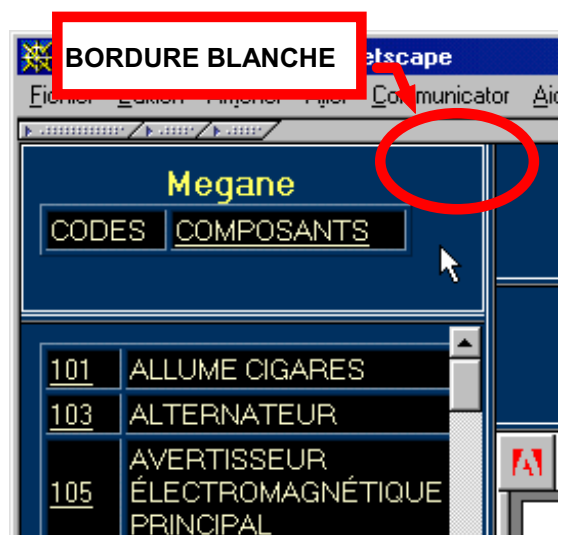 BORDURE BLANCHE
etscape
Communicator
Megane
CODES COMPOSANTS
101 ALLUME CIGARES
103 ALTERNATEUR
105 AVERTISSEUR
ÉLECTROMAGNÉTIQUE
PRINCIPAL